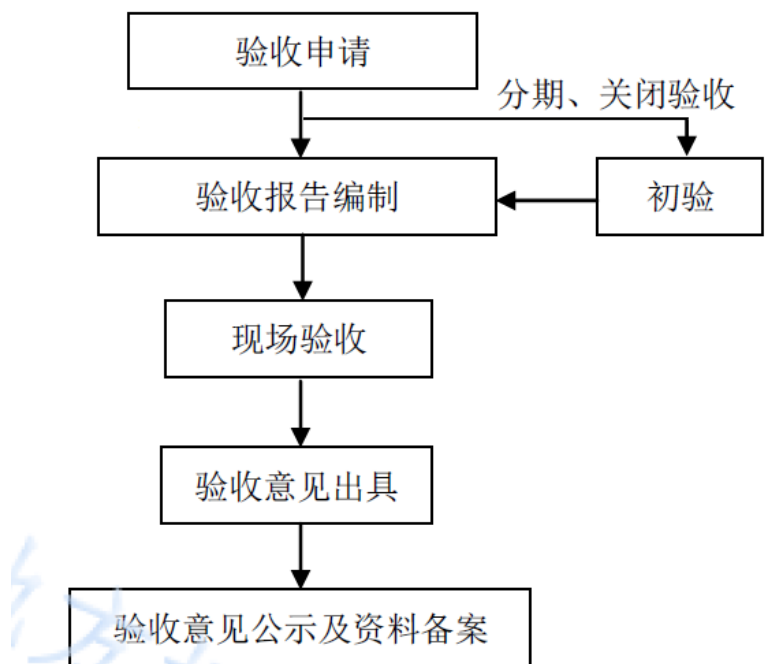 验收申请
分期、关闭验收
验收报告编制
初验
现场验收
验收意见出具
验收意见公示及资料备案